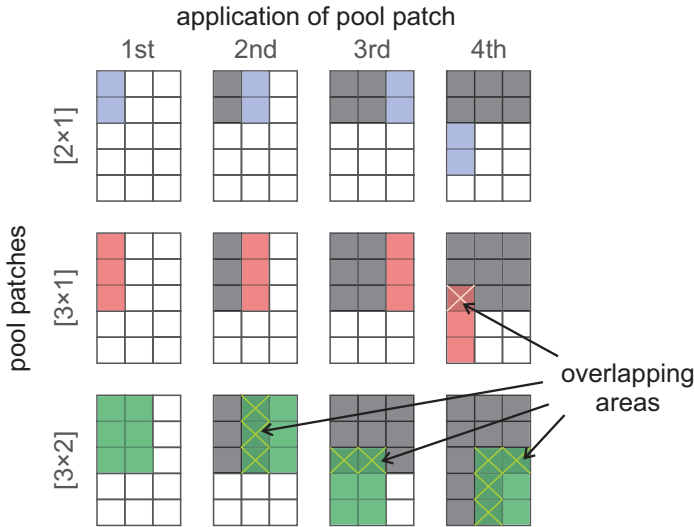 application of pool patch
1st 2nd 3rd 4th
pool patches
[2×1]
[3×1]
[3×2]
overlapping
areas